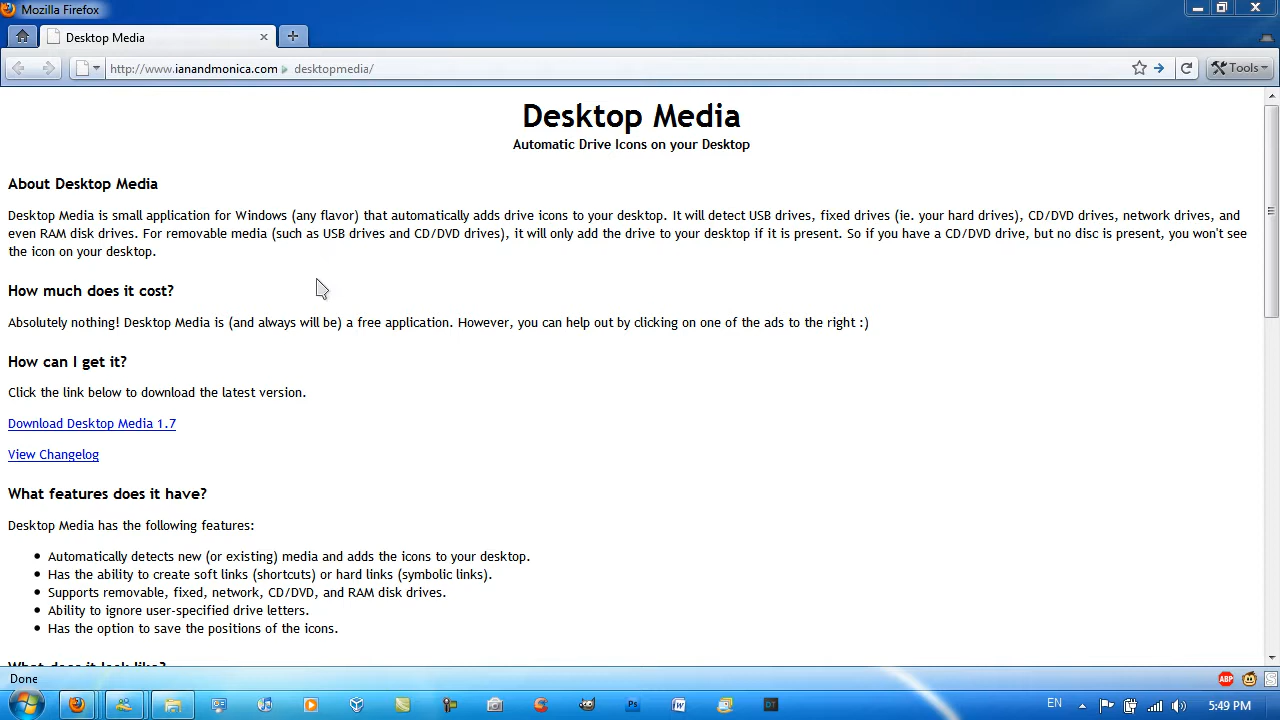 Mozilla Firefox
Desktop Media
http://www.ianandmonica.com desktopmedia/
Tools
Desktop Media
Automatic Drive Icons on your Desktop
About Desktop Media
Desktop Media is small application for Windows (any flavor) that automatically adds drive icons to your desktop. It will detect USB drives, fixed drives (ie. your hard drives), CD/DVD drives, network drives, and
even RAM disk drives. For removable media (such as USB drives and CD/DVD drives), it will only add the drive to your desktop if it is present. So if you have a CD/DVD drive, but no disc is present, you won't see
the icon on your desktop.
How much does it cost?
Absolutely nothing! Desktop Media is (and always will be) a free application. However, you can help out by clicking on one of the ads to the right :)
How can I get it?
Click the link below to download the latest version.
Download Desktop Media 1.7
View Changelog
What features does it have?
Desktop Media has the following features:
Automatically detects new (or existing) media and adds the icons to your desktop.
Has the ability to create soft links (shortcuts) or hard links (symbolic links).
Supports removable, fixed, network, CD/DVD, and RAM disk drives.
Ability to ignore user-specified drive letters.
Has the option to save the positions of the icons.
What does it look like?
Done
ABP
S
Ps
W
DT
EN
5:49 PM